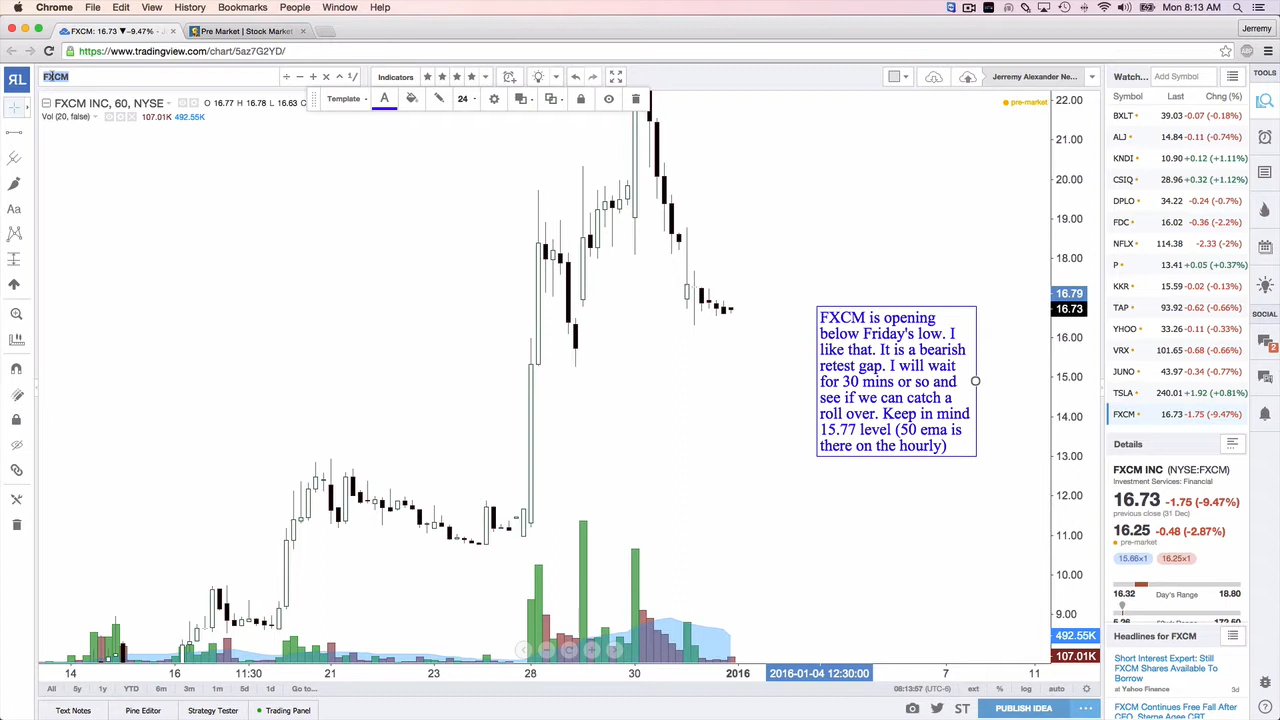 Chrome File Edit View History Bookmarks People Window Help
Mon 8:13 AM
FXCM: 16.73 ▼-9.47%
Pre Market | Stock Market
Jeremy
https://www.tradingview.com/chart/5az7G2YD/
FXCM
Indicators
Jeremy Alexander Ne...
Watch...
Add Symbol
TOOLS
Template
24
FXCM INC, 60, NYSE
O 16.77 H 16.78 L 16.63
Vol (20, false) 107.01K 492.55K
pre-market
Symbol Last Chng (%)
BXLT 39.03 -0.07 (-0.18%)
ALJ 14.84 -0.11 (-0.74%)
KNDI 10.90 +0.12 (+1.11%)
CSIQ 28.96 +0.32 (+1.12%)
DPLO 34.22 -0.24 (-0.7%)
FDC 16.02 -0.36 (-2.2%)
NFLX 114.38 -2.33 (-2%)
P 13.41 +0.05 (+0.37%)
KKR 15.59 -0.02 (-0.13%)
TAP 93.92 -0.62 (-0.66%)
YHOO 33.26 -0.11 (-0.33%)
VRX 101.65 -0.68 (-0.66%)
JUNO 43.97 -0.34 (-0.77%)
TSLA 240.01 +1.92 (+0.81%)
FXCM 16.73 -1.75 (-9.47%)
SOCIAL
2
22.00
21.00
20.00
19.00
18.00
16.79
16.73
16.00
15.00
14.00
13.00
12.00
11.00
10.00
9.00
492.55K
107.01K
FXCM is opening
below Friday's low. I
like that. It is a bearish
retest gap. I will wait
for 30 mins or so and
see if we can catch a
roll over. Keep in mind
15.77 level (50 ema is
there on the hourly)
Details
FXCM INC (NYSE:FXCM)
Investment Services: Financial
16.73 -1.75 (-9.47%)
previous close (31 Dec)
16.25 -0.48 (-2.87%)
pre-market
15.66×1 16.25×1
16.32 Day's Range 18.80
Headlines for FXCM
Short Interest Expert: Still
FXCM Shares Available To
Borrow
at Yahoo Finance 3d
FXCM Continues Free Fall After
14 16 11:30 21 23 28 30 2016 2016-01-04 12:30:00 7 11
All 5y 1y YTD 6m 3m 1m 5d 1d Go to...
08:13:57 (UTC-6) ext % log auto
Text Notes Pine Editor Strategy Tester Trading Panel
ST PUBLISH IDEA